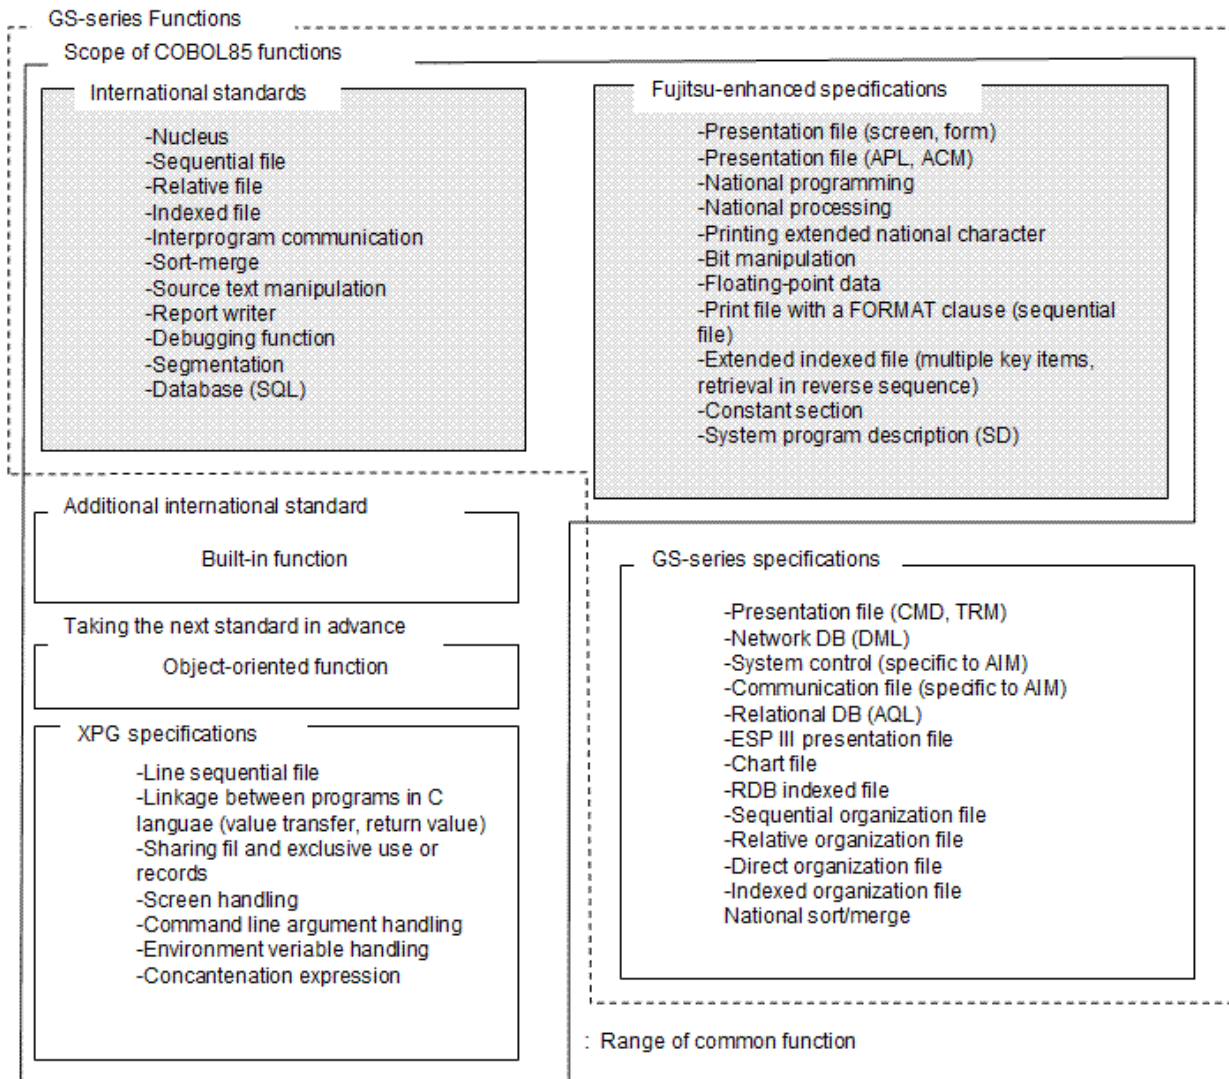 GS-series Functions
Scope of COBOL85 functions
International standards
-Nucleus
-Sequential file
-Relative file
-Indexed file
-Interprogram communication
-Sort-merge
-Source text manipulation
-Report writer
-Debugging function
-Segmentation
-Database (SQL)
Fujitsu-enhanced specifications
-Presentation file (screen, form)
-Presentation file (APL, ACM)
-National programming
-National processing
-Printing extended national character
-Bit manipulation
-Floating-point data
-Print file with a FORMAT clause (sequential
file)
-Extended indexed file (multiple key items,
retrieval in reverse sequence)
-Constant section
-System program description (SD)
Additional international standard
Built-in function
Taking the next standard in advance
Object-oriented function
XPG specifications
-Line sequential file
-Linkage between programs in C
languae (value transfer, return value)
-Sharing fil and exclusive use or
records
-Screen handling
-Command line argument handling
-Environment veriable handling
-Concantenation expression
GS-series specifications
-Presentation file (CMD, TRM)
-Network DB (DML)
-System control (specific to AIM)
-Communication file (specific to AIM)
-Relational DB (AQL)
-ESP III presentation file
-Chart file
-RDB indexed file
-Sequential organization file
-Relative organization file
-Direct organization file
-Indexed organization file
National sort/merge
: Range of common function